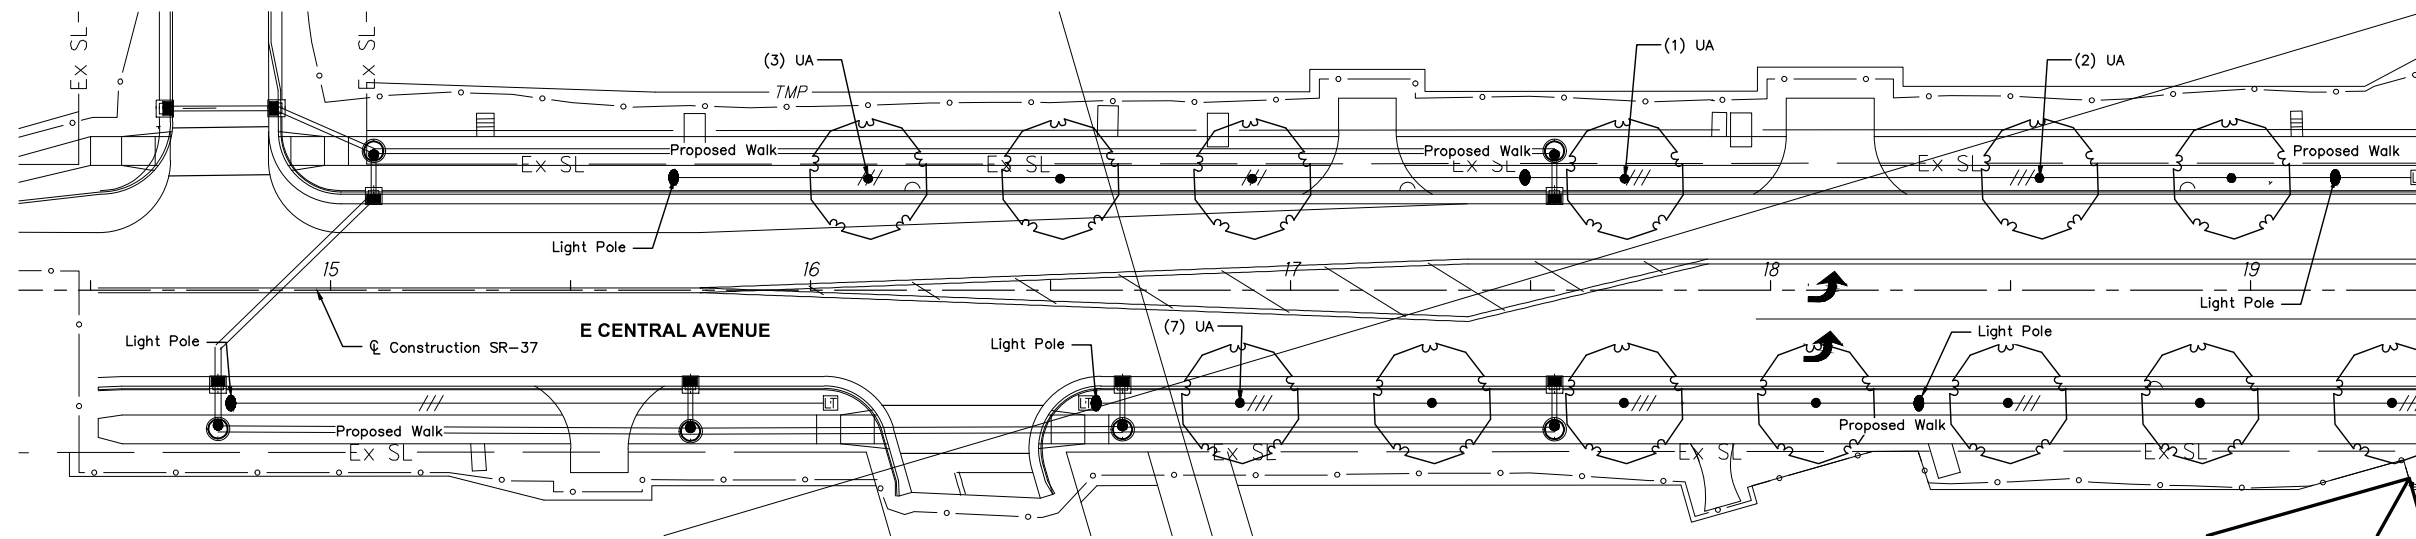 Ex SL
Ex SL
(3) UA
(1) UA
(2) UA
TMP
Proposed Walk
Proposed Walk
Proposed Walk
Ex SL
Ex SL
Ex SL
Ex SL
Light Pole
15
16
17
18
19
Light Pole
E CENTRAL AVENUE
(7) UA
Light Pole
Light Pole
Light Pole
℄ Construction SR-37
LT
LT
Proposed Walk
Proposed Walk
Ex SL
Ex SL
Ex SL
Ex SL